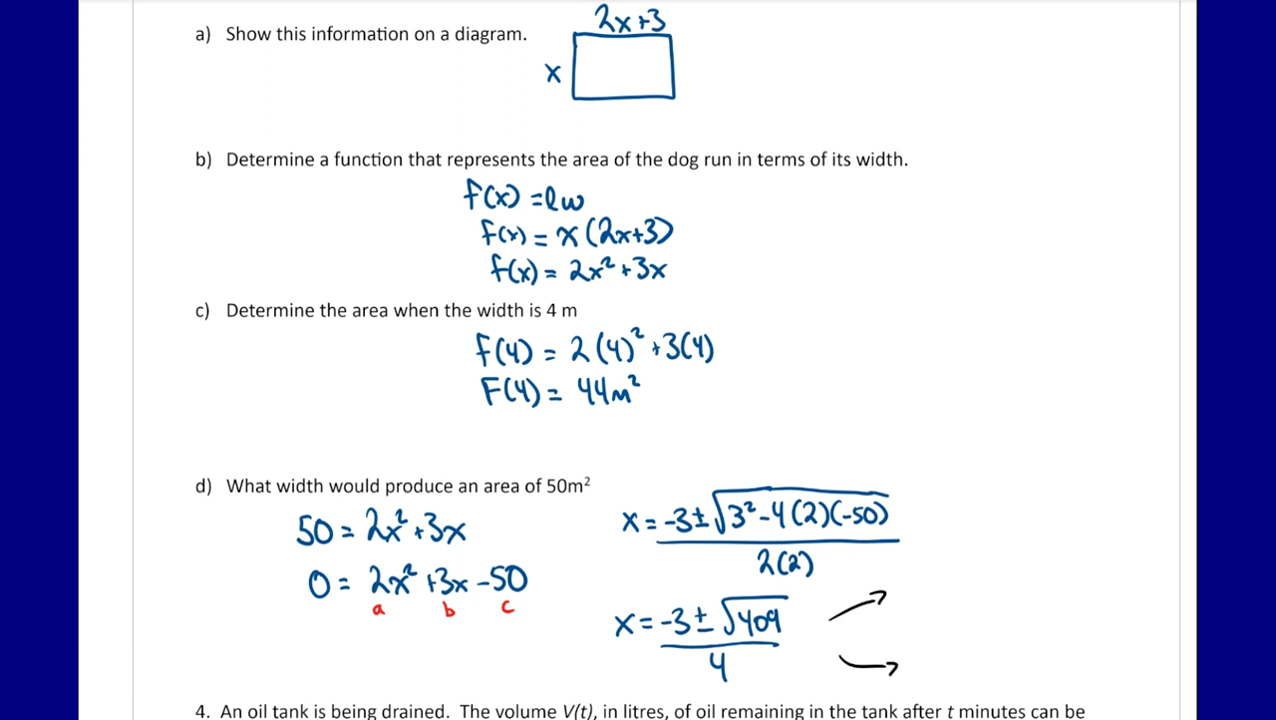 2x+3
a) Show this information on a diagram.
x
b) Determine a function that represents the area of the dog run in terms of its width.
f(x) = lw
f(x) = x(2x+3)
f(x) = 2x² + 3x
c) Determine the area when the width is 4 m
f(4) = 2(4)² + 3(4)
F(4) = 44m²
d) What width would produce an area of 50m²
50 = 2x² + 3x
0 = 2x² + 3x - 50
a b c
x = -3 ± √3² - 4(2)(-50)
2(2)
x = -3 ± √409
4
4. An oil tank is being drained. The volume V(t), in litres, of oil remaining in the tank after t minutes can be